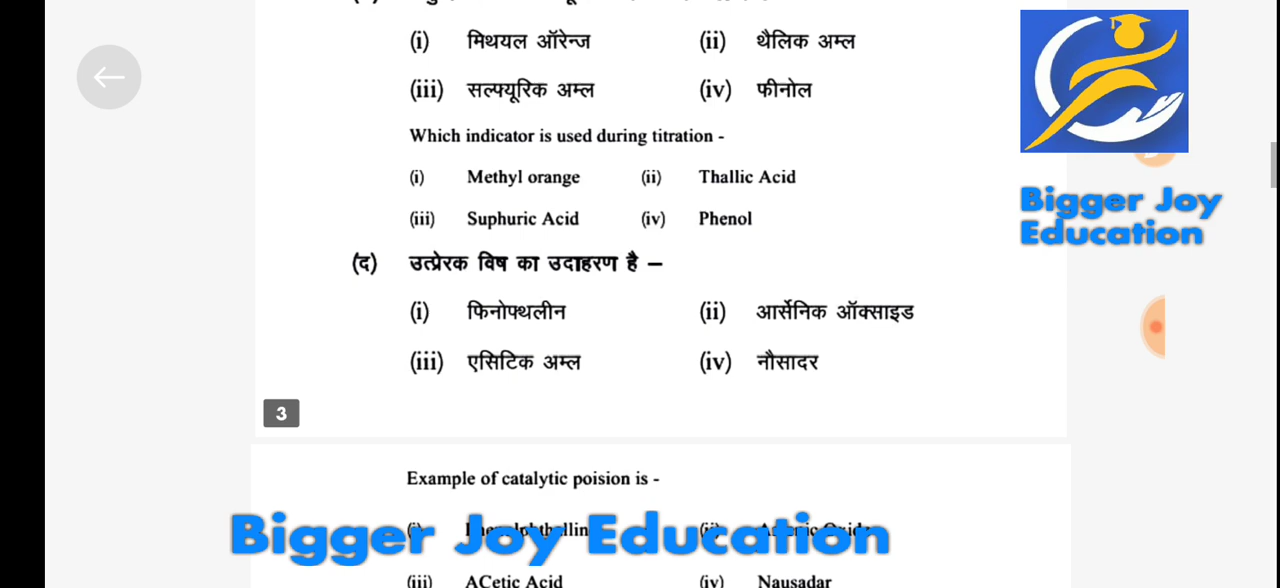 (i) मिथयल ऑरेन्ज (ii) थैलिक अम्ल
(iii) सल्फ्यूरिक अम्ल (iv) फीनोल
Which indicator is used during titration -
(i) Methyl orange (ii) Thallic Acid
(iii) Suphuric Acid (iv) Phenol
(द) उत्प्रेरक विष का उदाहरण है –
(i) फिनोफ्थलीन (ii) आर्सेनिक ऑक्साइड
(iii) एसिटिक अम्ल (iv) नौसादर
3
Example of catalytic poision is -
(i) (ii)
Bigger Joy Education
(iii) ACetic Acid (iv) Nausadar
Bigger Joy
Education